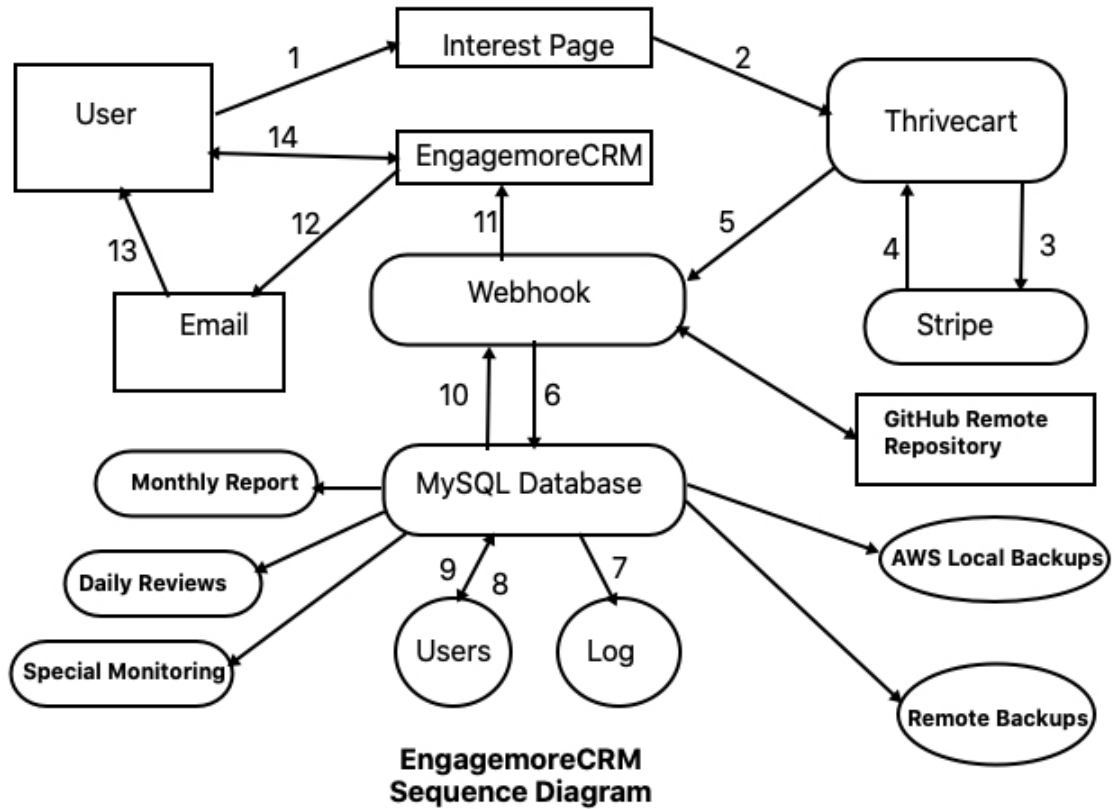 Interest Page
1
2
User
Thrivecart
14
EngagemoreCRM
12
11
5
13
4
3
Webhook
Email
Stripe
10
6
GitHub Remote
Repository
Monthly Report
MySQL Database
AWS Local Backups
Daily Reviews
9
8
7
Users
Log
Special Monitoring
Remote Backups
EngagemoreCRM
Sequence Diagram